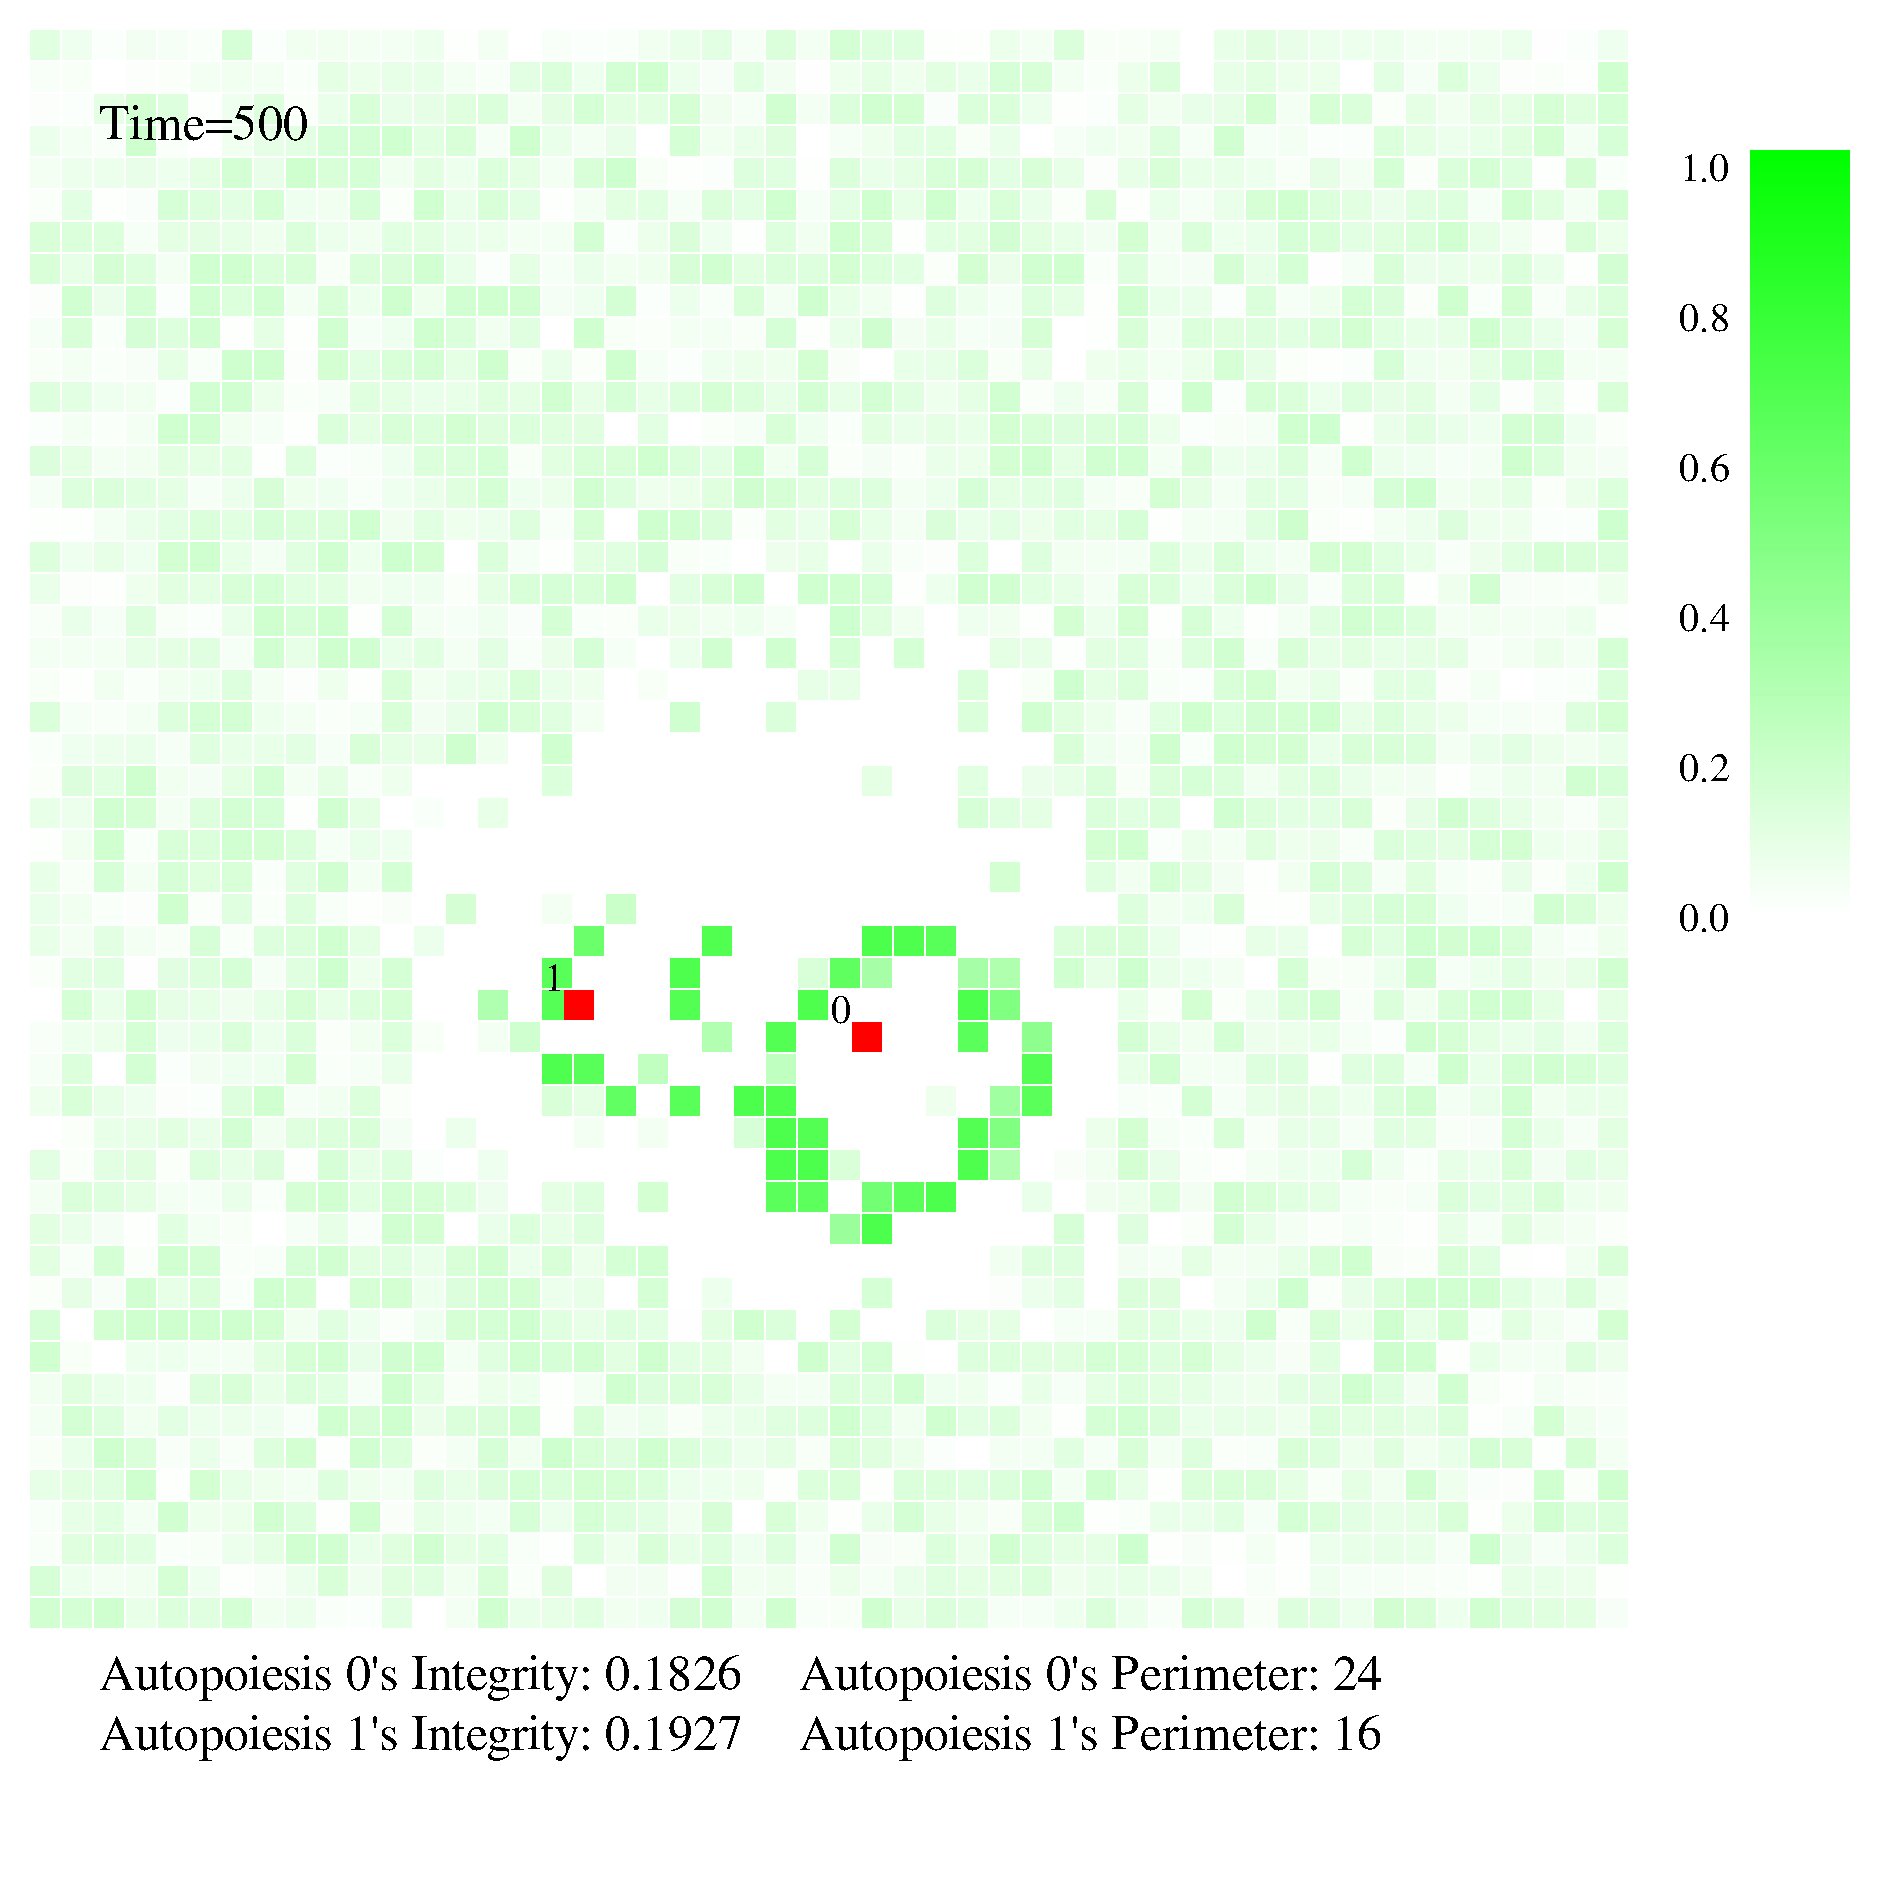 Time=500
1.0
0.8
0.6
0.4
0.2
0.0
1
0
Autopoiesis 0's Integrity: 0.1826 Autopoiesis 0's Perimeter: 24
Autopoiesis 1's Integrity: 0.1927 Autopoiesis 1's Perimeter: 16